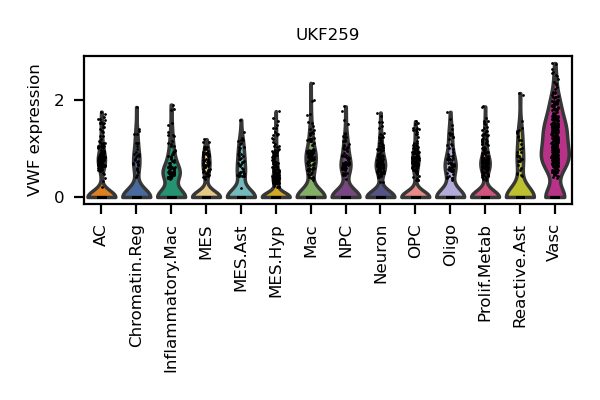 UKF259
VWF expression
2
0
AC
Chromatin.Reg
Inflammatory.Mac
MES
MES.Ast
MES.Hyp
Mac
NPC
Neuron
OPC
Oligo
Prolif.Metab
Reactive.Ast
Vasc